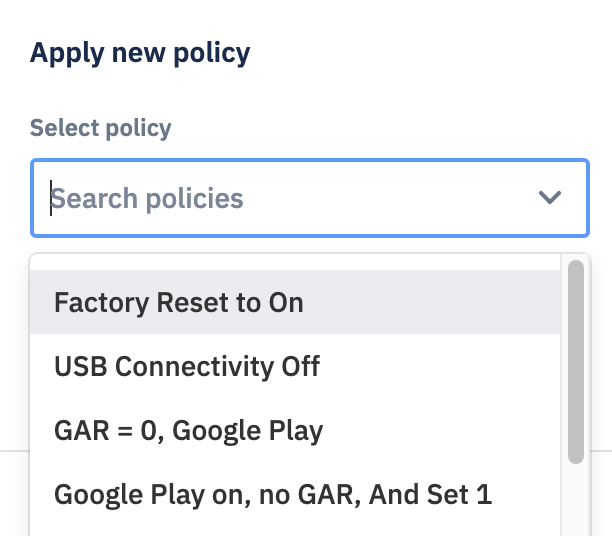 Apply new policy
Select policy
Search policies
Factory Reset to On
USB Connectivity Off
GAR = 0, Google Play
Google Play on, no GAR, And Set 1